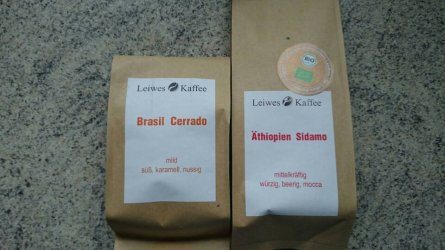 Leiwes Kaffee
Brasil Cerrado
mild
süß, karamell, nussig
BIO
Leiwes Kaffee
Äthiopien Sidamo
mittelkräftig
würzig, beerig, mocca